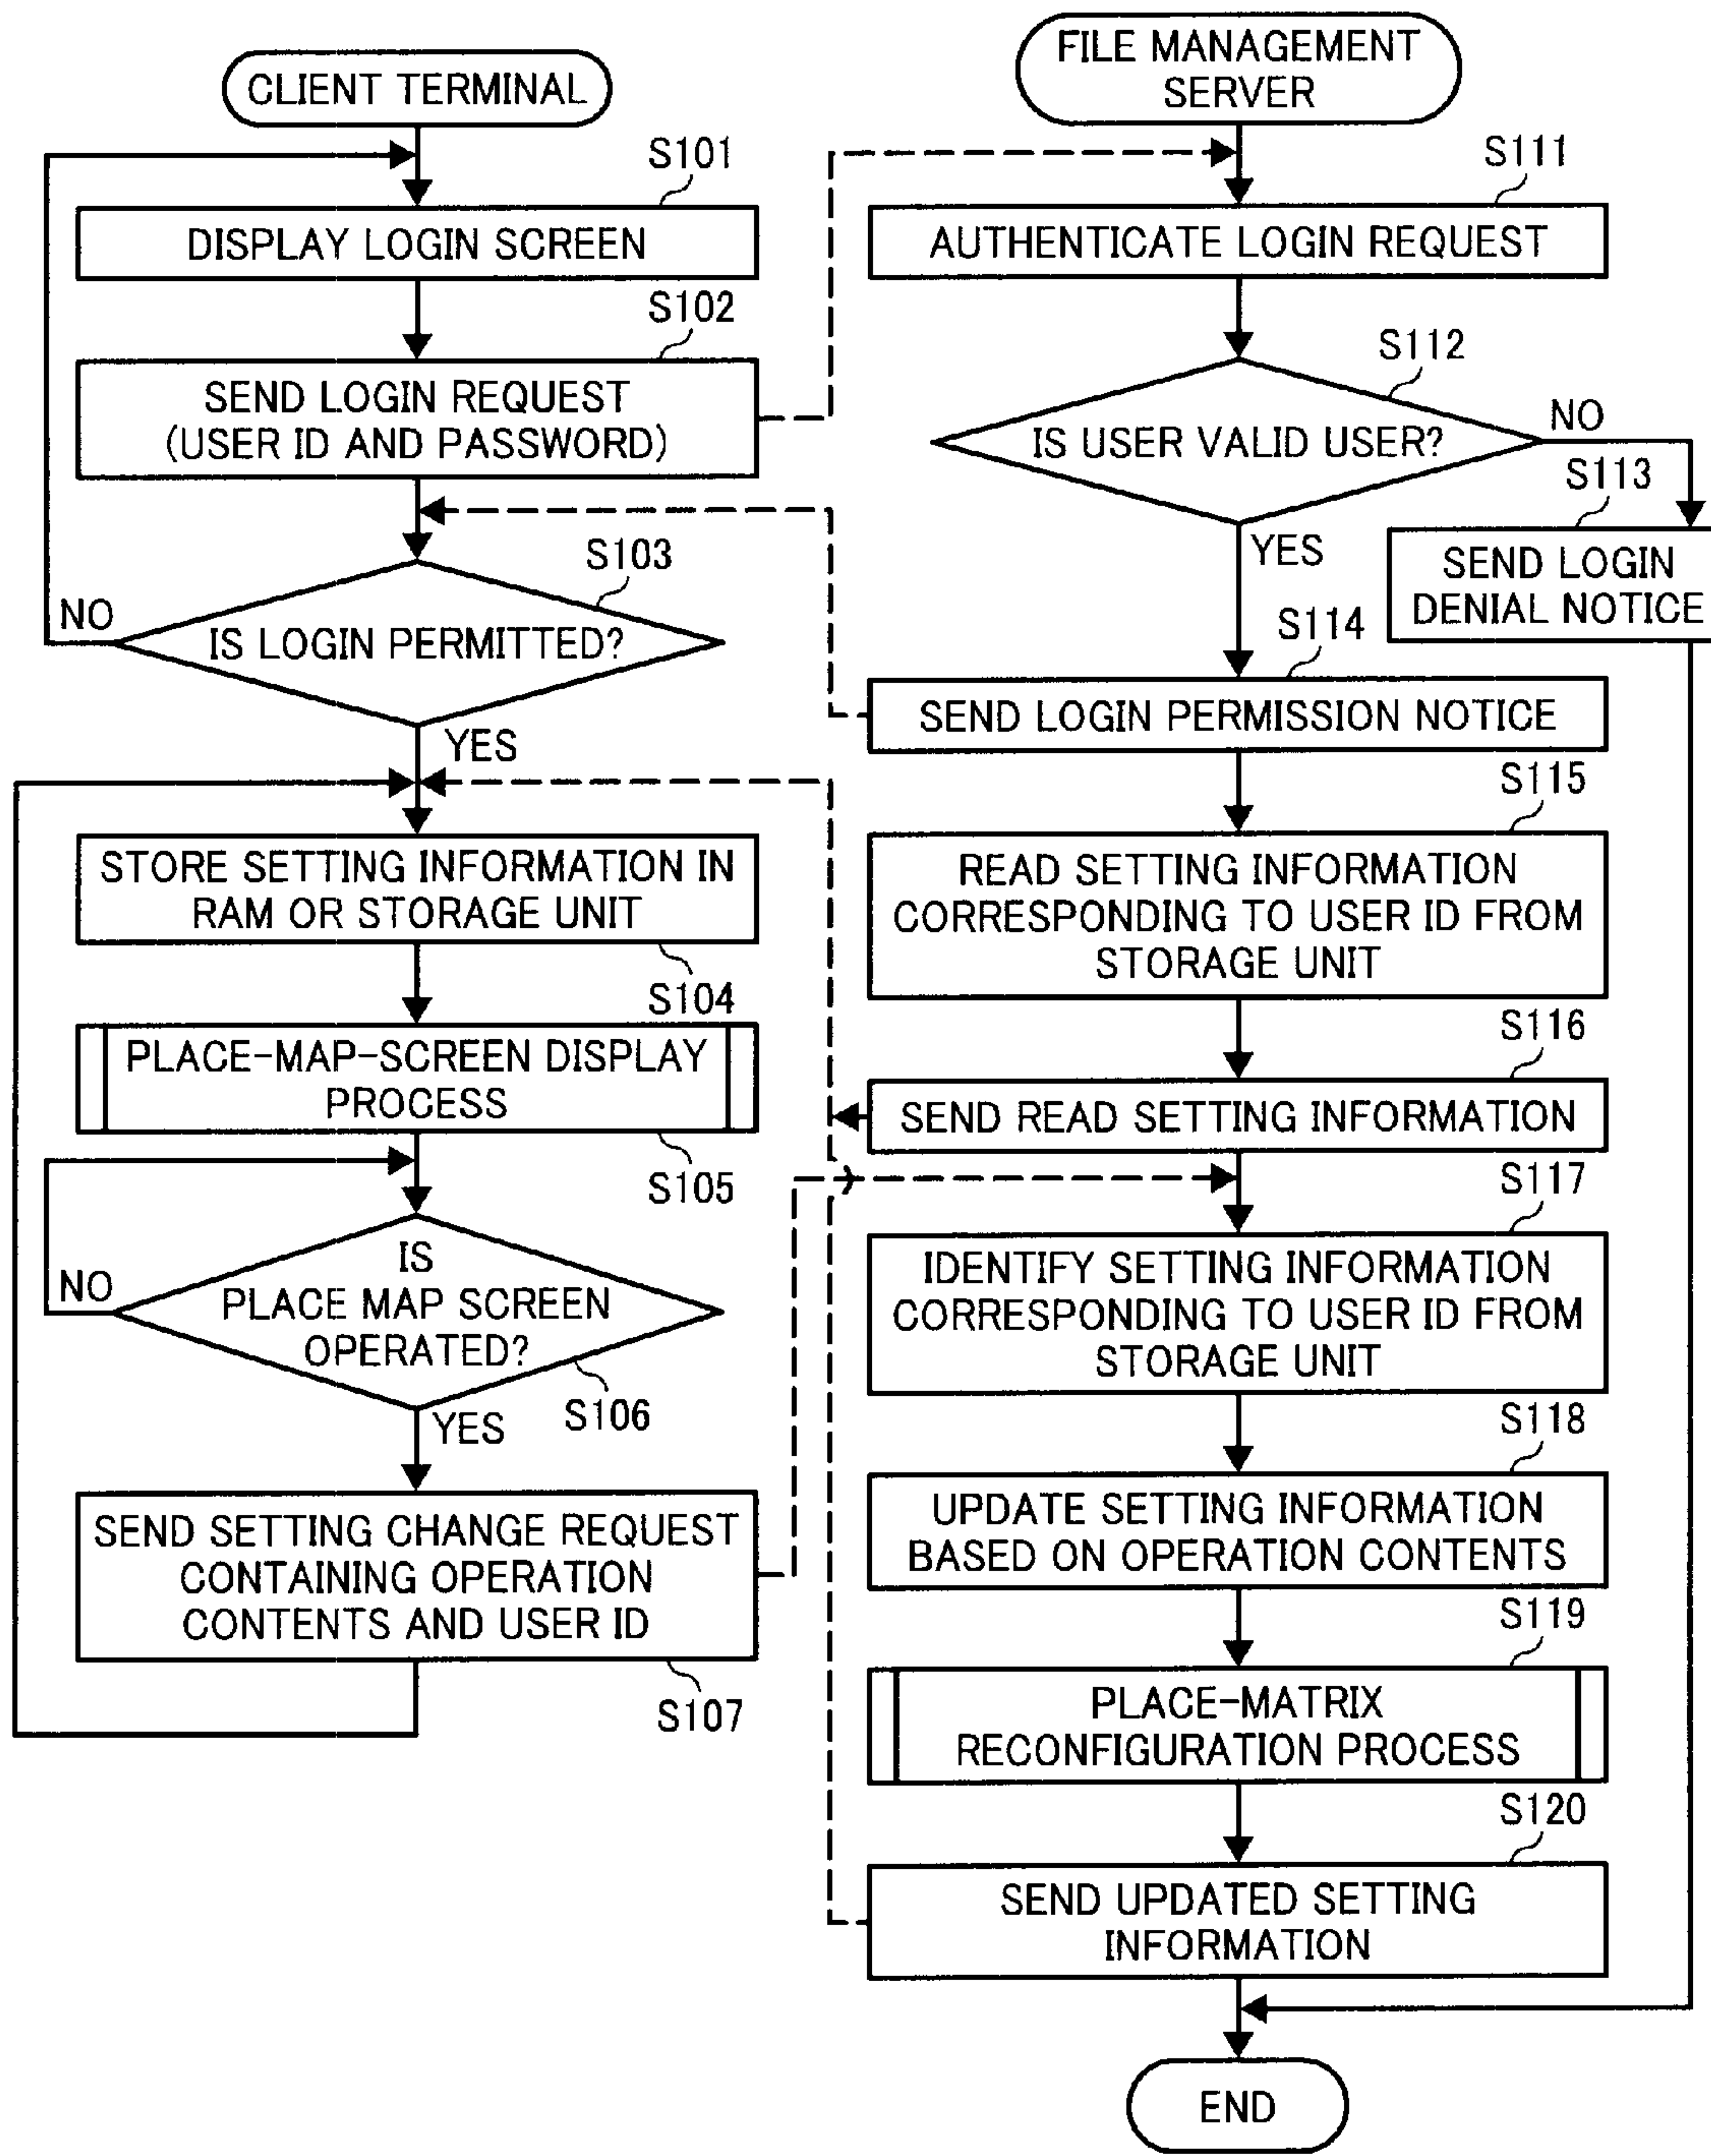 CLIENT TERMINAL
S101
DISPLAY LOGIN SCREEN
S102
SEND LOGIN REQUEST
(USER ID AND PASSWORD)
S103
NO
IS LOGIN PERMITTED?
YES
STORE SETTING INFORMATION IN
RAM OR STORAGE UNIT
S104
PLACE-MAP-SCREEN DISPLAY
PROCESS
S105
IS
NO
PLACE MAP SCREEN
OPERATED?
S106
YES
SEND SETTING CHANGE REQUEST
CONTAINING OPERATION
CONTENTS AND USER ID
S107
FILE MANAGEMENT
SERVER
S111
AUTHENTICATE LOGIN REQUEST
S112
NO
IS USER VALID USER?
S113
YES
SEND LOGIN
DENIAL NOTICE
S114
SEND LOGIN PERMISSION NOTICE
S115
READ SETTING INFORMATION
CORRESPONDING TO USER ID FROM
STORAGE UNIT
S116
SEND READ SETTING INFORMATION
S117
IDENTIFY SETTING INFORMATION
CORRESPONDING TO USER ID FROM
STORAGE UNIT
S118
UPDATE SETTING INFORMATION
BASED ON OPERATION CONTENTS
S119
PLACE-MATRIX
RECONFIGURATION PROCESS
S120
SEND UPDATED SETTING
INFORMATION
END